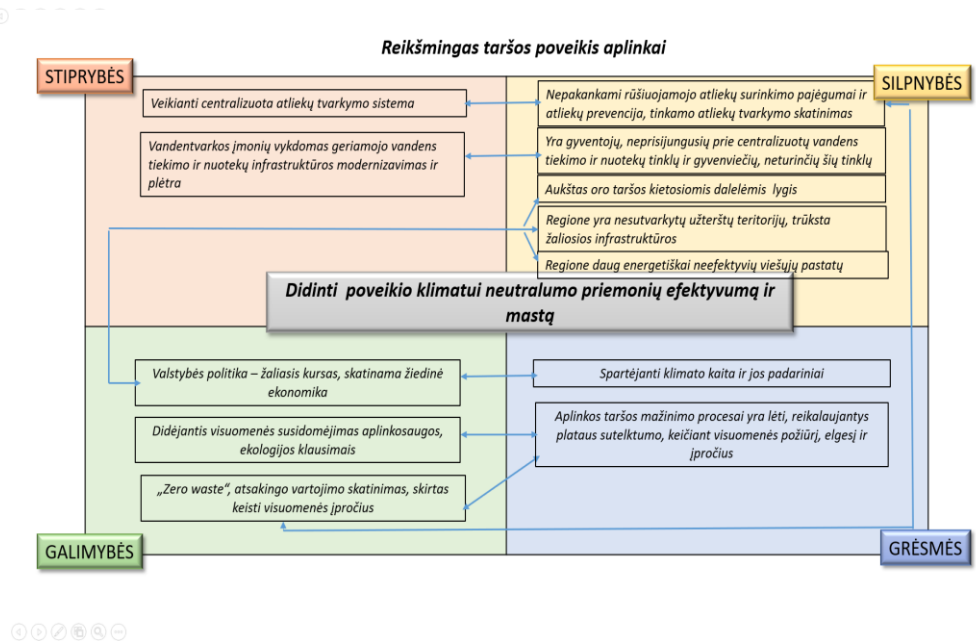 Reikšmingas taršos poveikis aplinkai
STIPRYBĖS
SILPNYBĖS
Veikianti centralizuota atliekų tvarkymo sistema
Vandentvarkos įmonių vykdomas geriamojo vandens
tiekimo ir nuotekų infrastruktūros modernizavimas ir
plėtra
Nepakankami rūšiuojamojo atliekų surinkimo pajėgumai ir
atliekų prevencija, tinkamo atliekų tvarkymo skatinimas
Yra gyventojų, neprisijungusių prie centralizuotų vandens
tiekimo ir nuotekų tinklų ir gyvenviečių, neturinčių šių tinklų
Aukštas oro taršos kietosiomis dalelėmis lygis
Regione yra nesutvarkytų užterštų teritorijų, trūksta
žaliosios infrastruktūros
Regione daug energetiškai neefektyvių viešųjų pastatų
Didinti poveikio klimatui neutralumo priemonių efektyvumą ir
mastą
Valstybės politika – žaliasis kursas, skatinama žiedinė
ekonomika
Didėjantis visuomenės susidomėjimas aplinkosaugos,
ekologijos klausimais
„Zero waste“, atsakingo vartojimo skatinimas, skirtas
keisti visuomenės įpročius
Spartėjanti klimato kaita ir jos padariniai
Aplinkos taršos mažinimo procesai yra lėti, reikalaujantys
plataus sutelktumo, keičiant visuomenės požiūrį, elgesį ir
įpročius
GALIMYBĖS
GRĖSMĖS